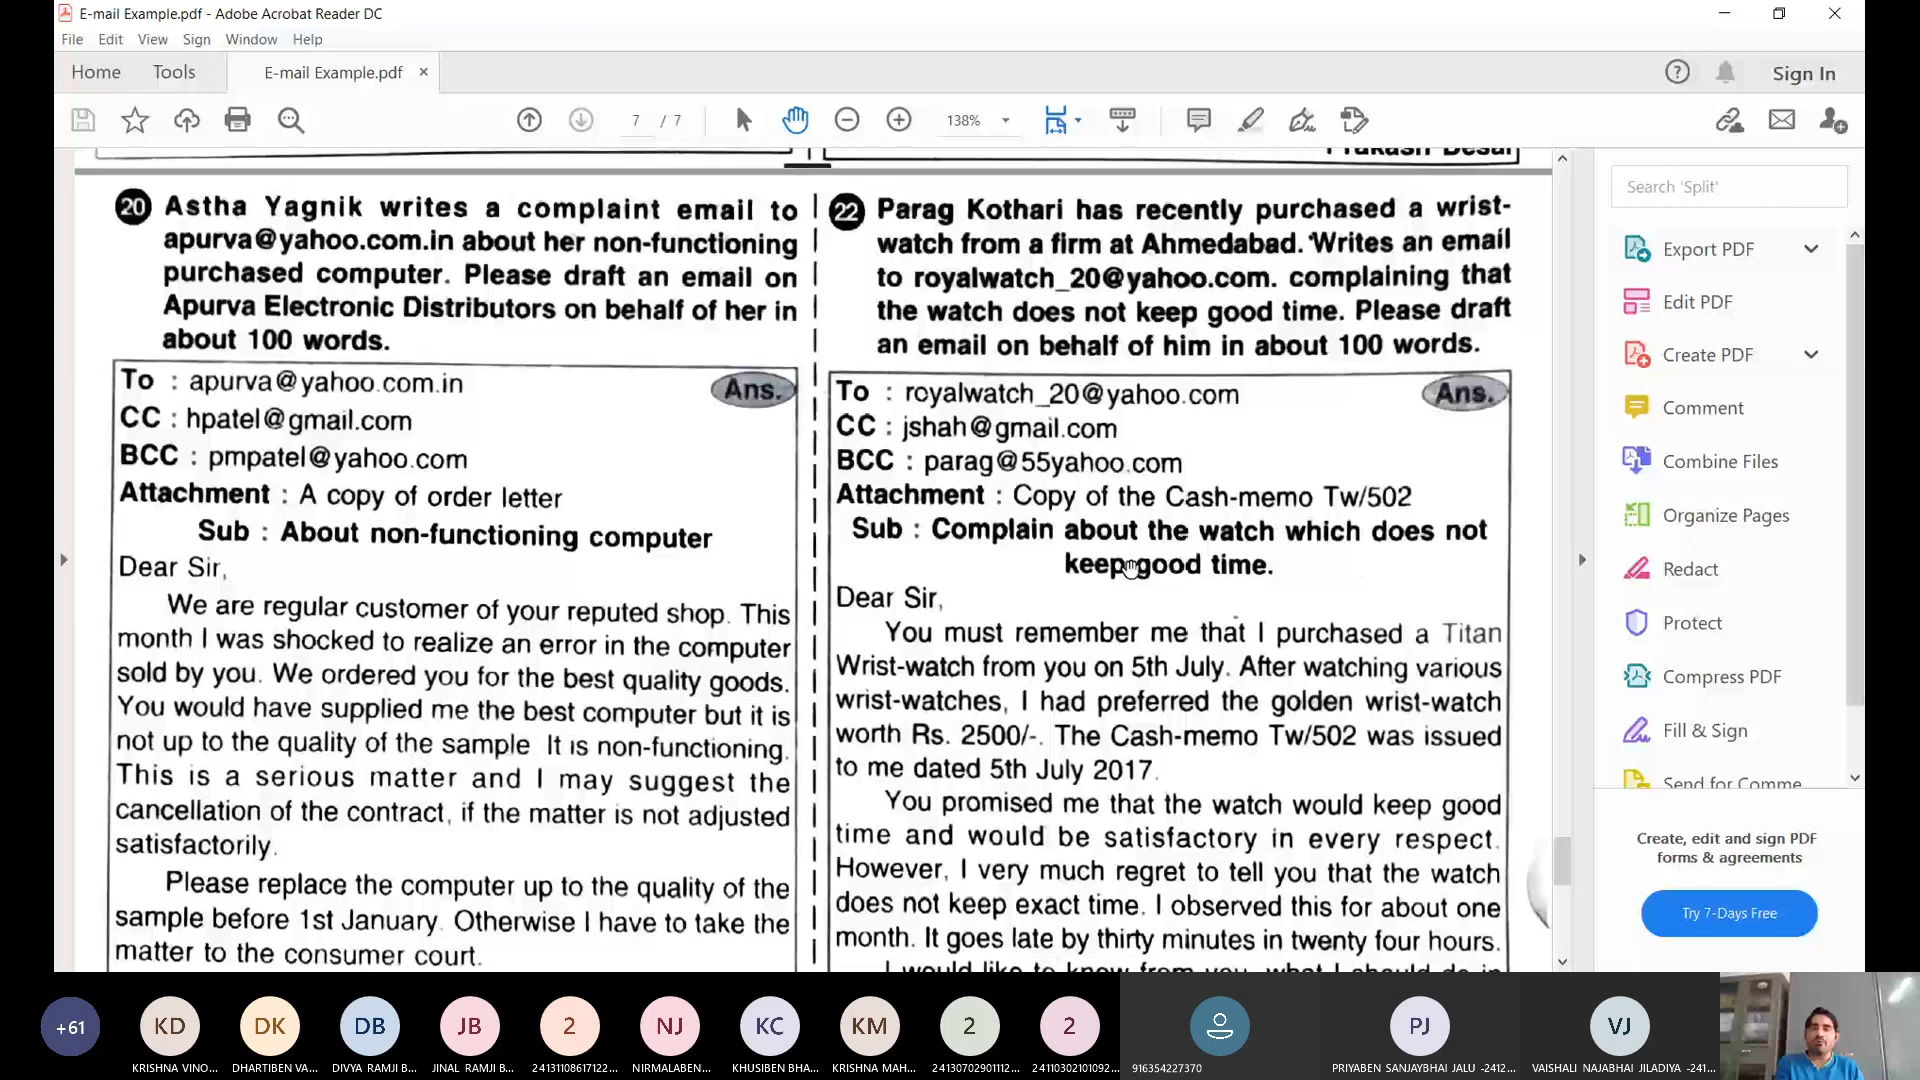 E-mail Example.pdf - Adobe Acrobat Reader DC
File Edit View Sign Window Help
Home Tools E-mail Example.pdf × Sign In
7 / 7 138%
Prakash Desai
20 Astha Yagnik writes a complaint email to
apurva@yahoo.com.in about her non-functioning
purchased computer. Please draft an email on
Apurva Electronic Distributors on behalf of her in
about 100 words.
To : apurva@yahoo.com.in Ans.
CC : hpatel@gmail.com
BCC : pmpatel@yahoo.com
Attachment : A copy of order letter
Sub : About non-functioning computer
Dear Sir,
We are regular customer of your reputed shop. This
month I was shocked to realize an error in the computer
sold by you. We ordered you for the best quality goods.
You would have supplied me the best computer but it is
not up to the quality of the sample It is non-functioning.
This is a serious matter and I may suggest the
cancellation of the contract, if the matter is not adjusted
satisfactorily.
Please replace the computer up to the quality of the
sample before 1st January. Otherwise I have to take the
matter to the consumer court.
22 Parag Kothari has recently purchased a wrist-
watch from a firm at Ahmedabad. Writes an email
to royalwatch_20@yahoo.com. complaining that
the watch does not keep good time. Please draft
an email on behalf of him in about 100 words.
To : royalwatch_20@yahoo.com Ans.
CC : jshah@gmail.com
BCC : parag@55yahoo.com
Attachment : Copy of the Cash-memo Tw/502
Sub : Complain about the watch which does not
keep good time.
Dear Sir,
You must remember me that I purchased a Titan
Wrist-watch from you on 5th July. After watching various
wrist-watches, I had preferred the golden wrist-watch
worth Rs. 2500/-. The Cash-memo Tw/502 was issued
to me dated 5th July 2017.
You promised me that the watch would keep good
time and would be satisfactory in every respect.
However, I very much regret to tell you that the watch
does not keep exact time. I observed this for about one
month. It goes late by thirty minutes in twenty four hours.
I would like to know from you, what I should do in
Search 'Split'
Export PDF
Edit PDF
Create PDF
Comment
Combine Files
Organize Pages
Redact
Protect
Compress PDF
Fill & Sign
Send for Comme
Create, edit and sign PDF
forms & agreements
Try 7-Days Free
+61 KD DK DB JB 2 NJ KC KM 2 2 PJ VJ
KRISHNA VINO... DHARTIBEN VA... DIVYA RAMJI B... JINAL RAMJI B... 24131108617122... NIRMALABEN... KHUSIBEN BHA... KRISHNA MAH... 24130702901112... 24110302101092... 916354227370 PRIYABEN SANJAYBHAI JALU -2412... VAISHALI NAJABHAI JILADIYA -241...